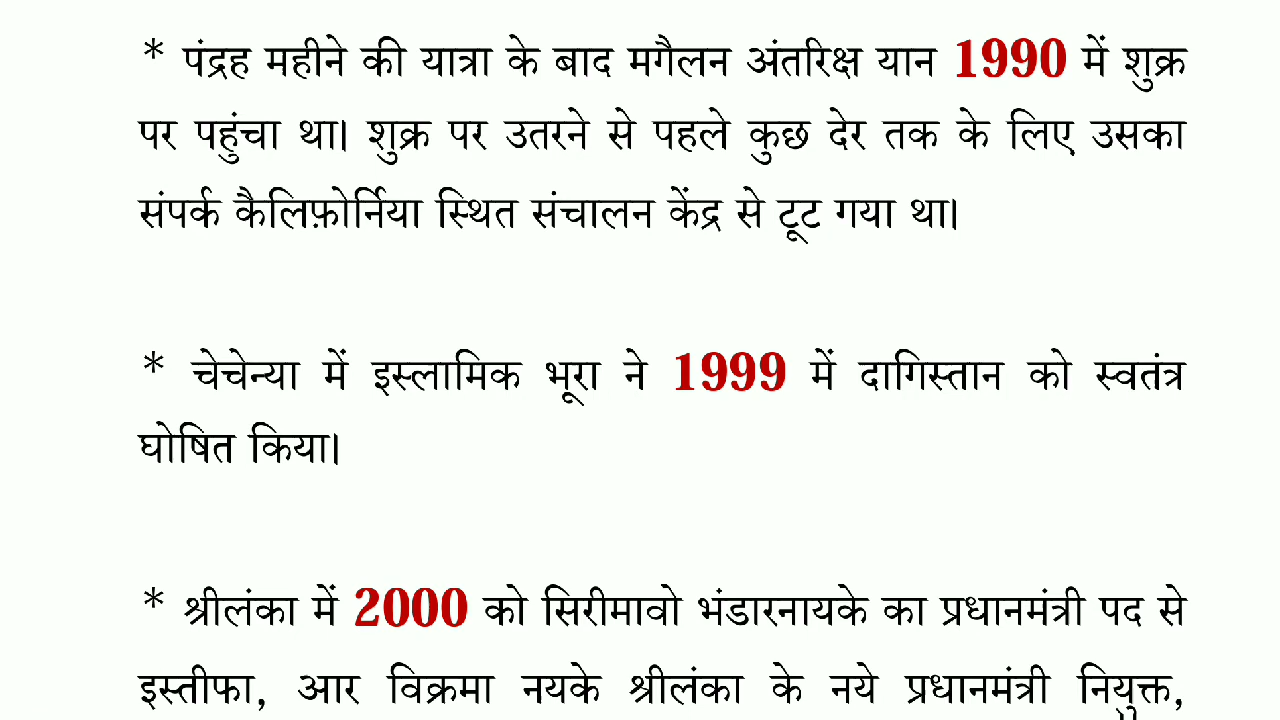 * पंद्रह महीने की यात्रा के बाद मगैलन अंतरिक्ष यान 1990 में शुक्र
पर पहुंचा था। शुक्र पर उतरने से पहले कुछ देर तक के लिए उसका
संपर्क कैलिफ़ोर्निया स्थित संचालन केंद्र से टूट गया था।
* चेचेन्या में इस्लामिक भूरा ने 1999 में दागिस्तान को स्वतंत्र
घोषित किया।
* श्रीलंका में 2000 को सिरीमावो भंडारनायके का प्रधानमंत्री पद से
इस्तीफा, आर विक्रमा नयके श्रीलंका के नये प्रधानमंत्री नियुक्त,